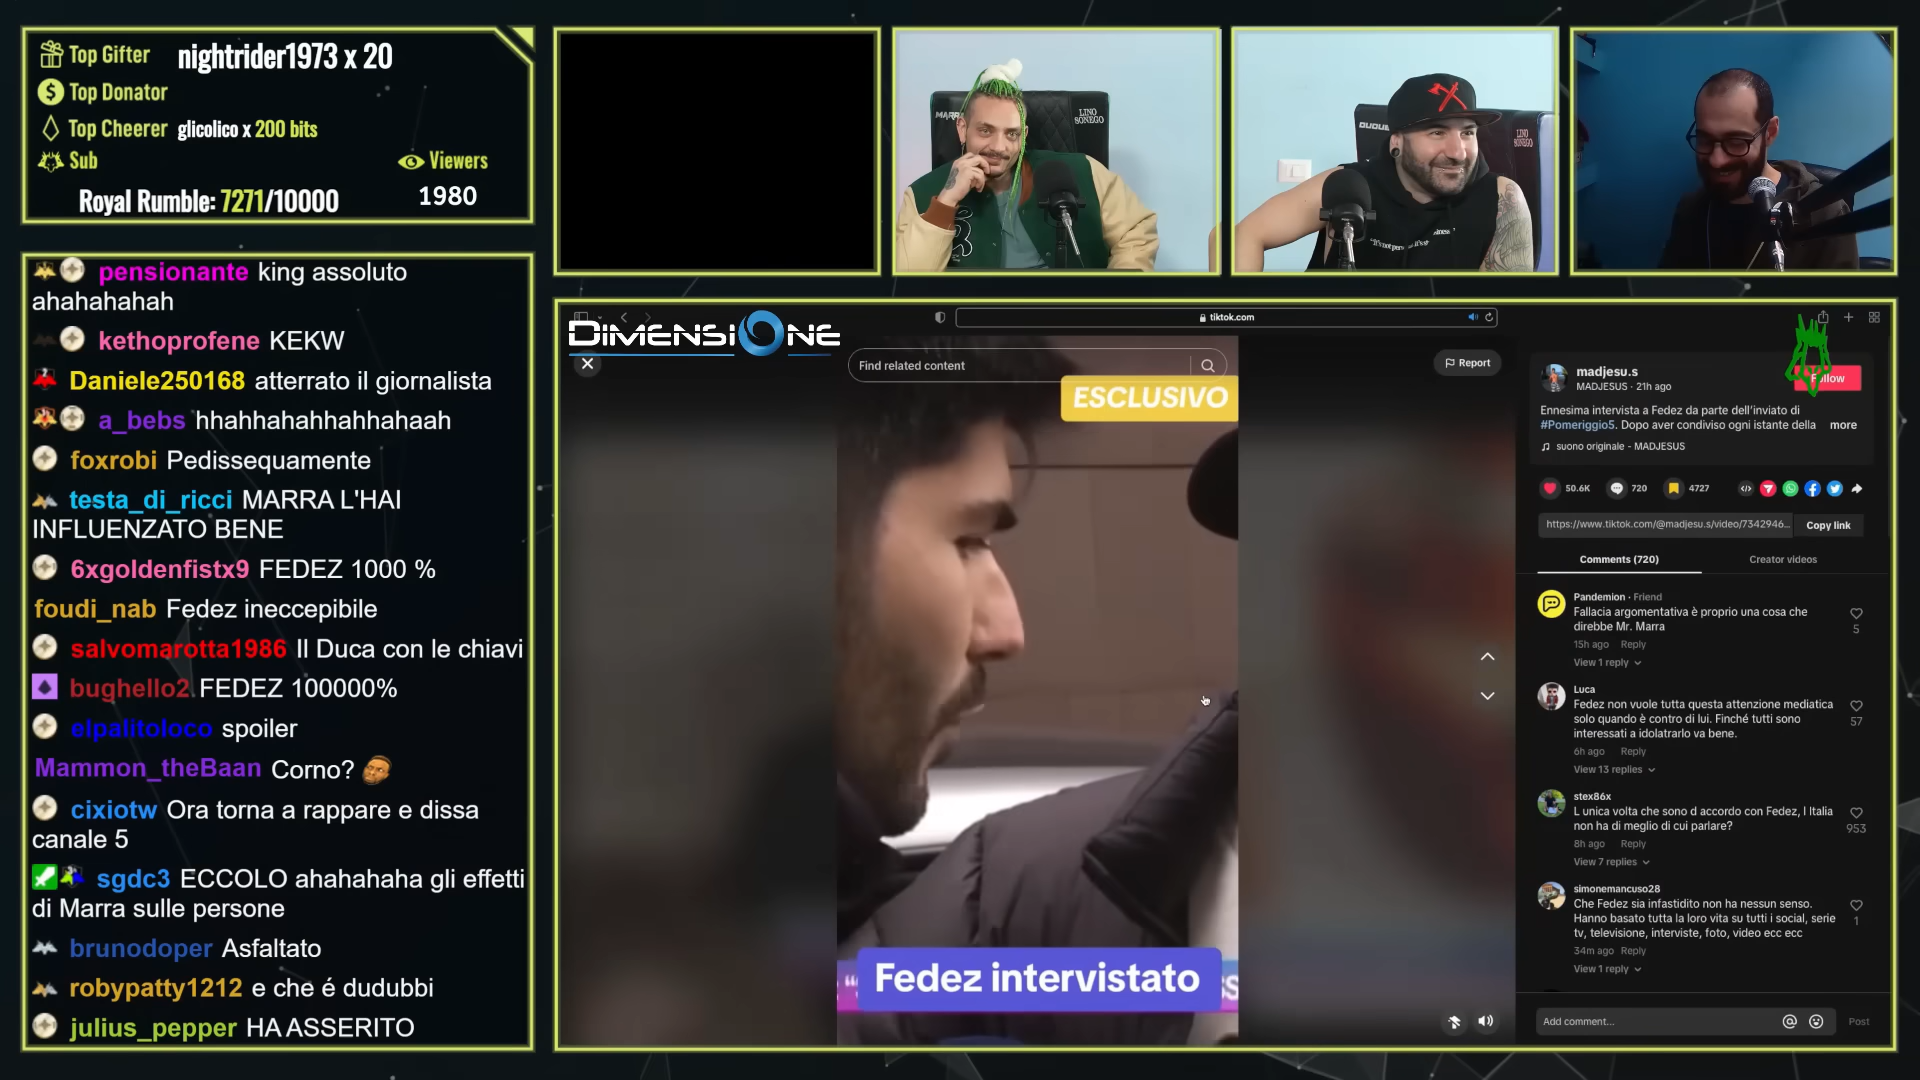 Top Gifter nightrider1973 x 20
Top Donator
Top Cheerer glicolico x 200 bits
Sub
Viewers
Royal Rumble: 7271/10000
1980
pensionante king assoluto
ahahahahah
kethoprofene KEKW
Daniele250168 atterrato il giornalista
a_bebs hhahhahahhahhahaah
foxrobi Pedissequamente
testa_di_ricci MARRA L'HAI
INFLUENZATO BENE
6xgoldenfistx9 FEDEZ 1000 %
foudi_nab Fedez ineccepibile
salvomarotta1986 Il Duca con le chiavi
bughello2 FEDEZ 100000%
elpalitoloco spoiler
Mammon_theBaan Corno?
cixiotw Ora torna a rappare e dissa
canale 5
sgdc3 ECCOLO ahahahaha gli effetti
di Marra sulle persone
brunodoper Asfaltato
robypatty1212 e che é dudubbi
julius_pepper HA ASSERITO
LINO
SONEGO
LINO
SONEGO
DIMENSIONE
tiktok.com
Find related content
Report
ESCLUSIVO
Fedez intervistato
madjesu.s
MADJESUS · 21h ago
Follow
Ennesima intervista a Fedez da parte dell'inviato di
#Pomeriggio5. Dopo aver condiviso ogni istante della more
suono originale - MADJESUS
50.6K 720 4727
https://www.tiktok.com/@madjesu.s/video/7342946... Copy link
Comments (720) Creator videos
Pandemion · Friend
Fallacia argomentativa è proprio una cosa che
direbbe Mr. Marra
5
15h ago Reply
View 1 reply
Luca
Fedez non vuole tutta questa attenzione mediatica
solo quando è contro di lui. Finché tutti sono
interessati a idolatrarlo va bene.
57
6h ago Reply
View 13 replies
stex86x
L unica volta che sono d accordo con Fedez, l Italia
non ha di meglio di cui parlare?
953
8h ago Reply
View 7 replies
simonemancuso28
Che Fedez sia infastidito non ha nessun senso.
Hanno basato tutta la loro vita su tutti i social, serie
tv, televisione, interviste, foto, video ecc ecc
1
34m ago Reply
View 1 reply
Add comment... Post